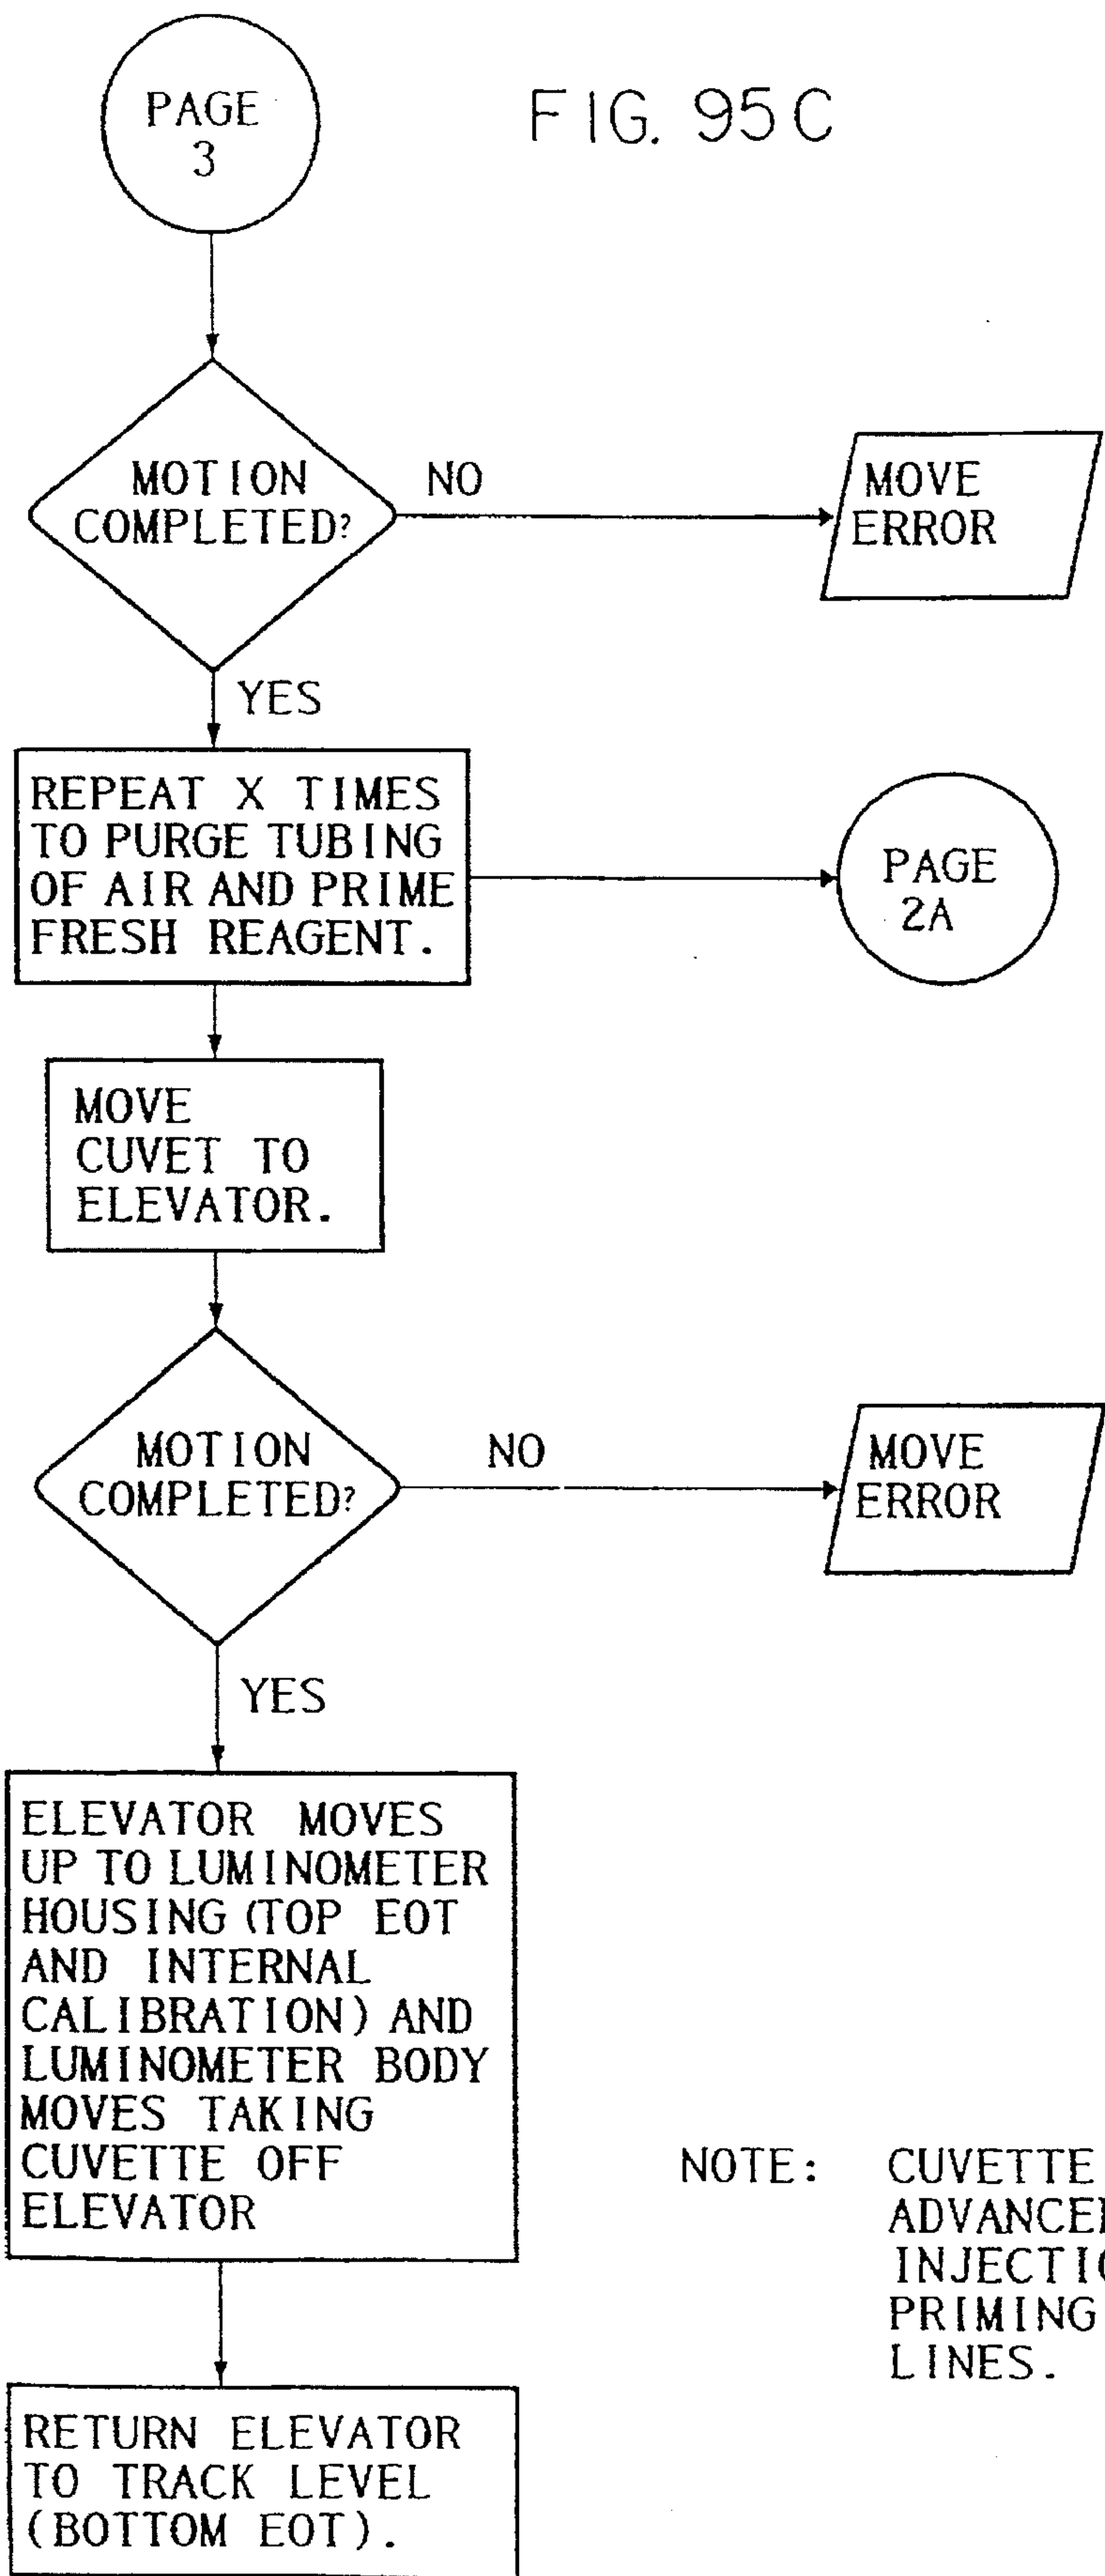 PAGE
3
FIG. 95C
MOTION
COMPLETED?
NO
MOVE
ERROR
YES
REPEAT X TIMES
TO PURGE TUBING
OF AIR AND PRIME
FRESH REAGENT.
PAGE
2A
MOVE
CUVET TO
ELEVATOR.
MOTION
COMPLETED?
NO
MOVE
ERROR
YES
ELEVATOR MOVES
UP TO LUMINOMETER
HOUSING (TOP EOT
AND INTERNAL
CALIBRATION) AND
LUMINOMETER BODY
MOVES TAKING
CUVETTE OFF
ELEVATOR
NOTE: CUVETTE
PRIMING
LINES.
RETURN ELEVATOR
TO TRACK LEVEL
(BOTTOM EOT).